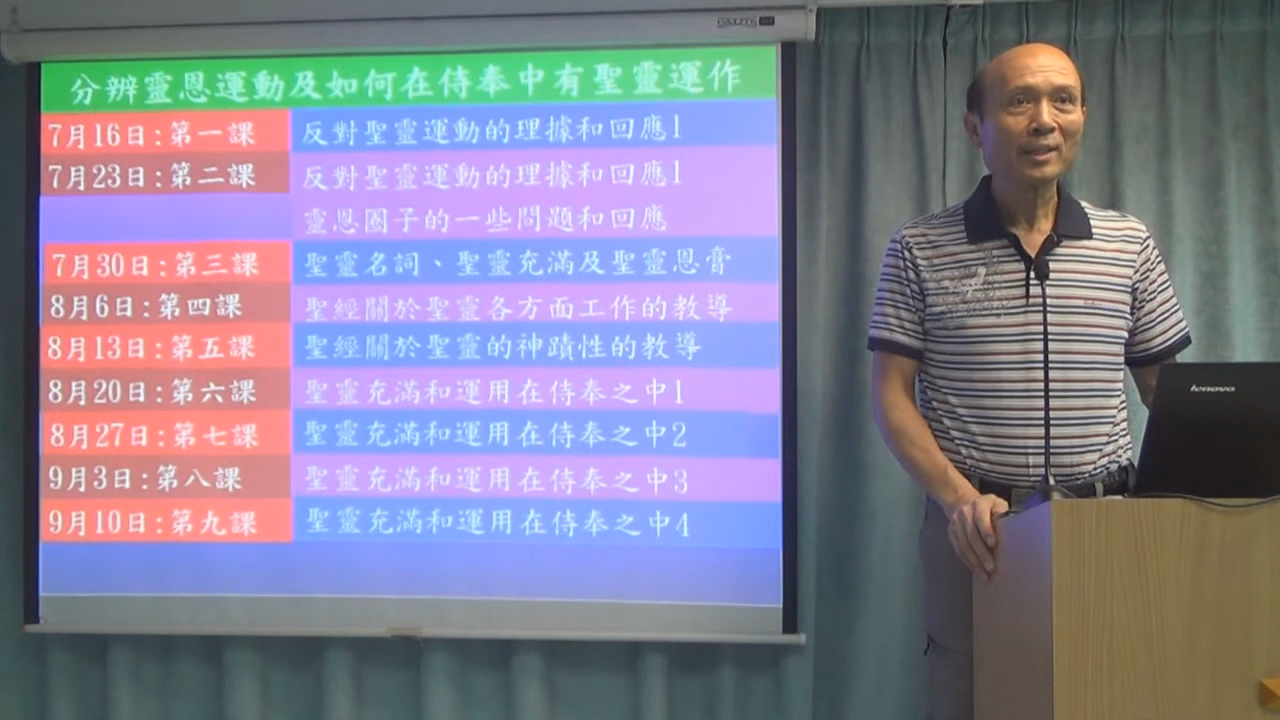 分辨靈恩運動及如何在侍奉中有聖靈運作
7月16日:第一課 反對聖靈運動的理據和回應1
7月23日:第二課 反對聖靈運動的理據和回應1
靈恩圈子的一些問題和回應
7月30日:第三課 聖靈名詞、聖靈充滿及聖靈恩膏
8月6日:第四課 聖經關於聖靈各方面工作的教導
8月13日:第五課 聖經關於聖靈的神蹟性的教導
8月20日:第六課 聖靈充滿和運用在侍奉之中1
8月27日:第七課 聖靈充滿和運用在侍奉之中2
9月3日:第八課 聖靈充滿和運用在侍奉之中3
9月10日:第九課 聖靈充滿和運用在侍奉之中4
lenovo